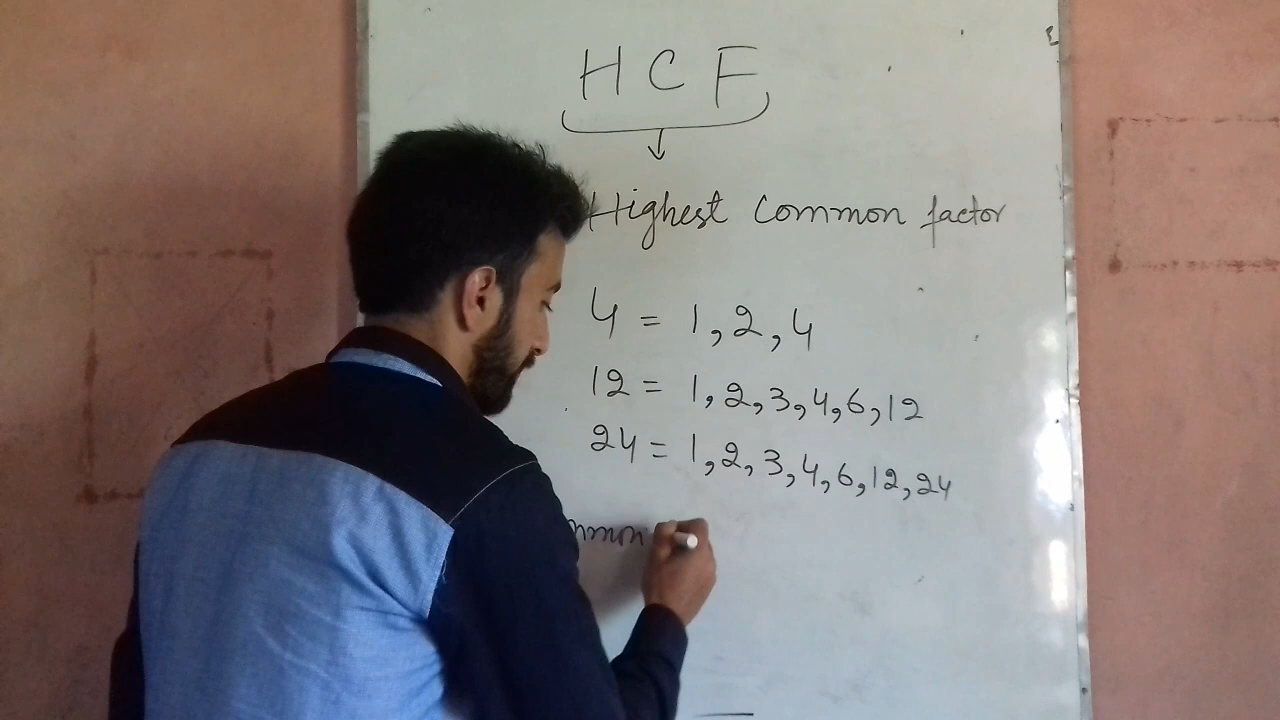 H C F
Highest Common factor
4 = 1, 2, 4
12 = 1, 2, 3, 4, 6, 12
24 = 1, 2, 3, 4, 6, 12, 24
mmon